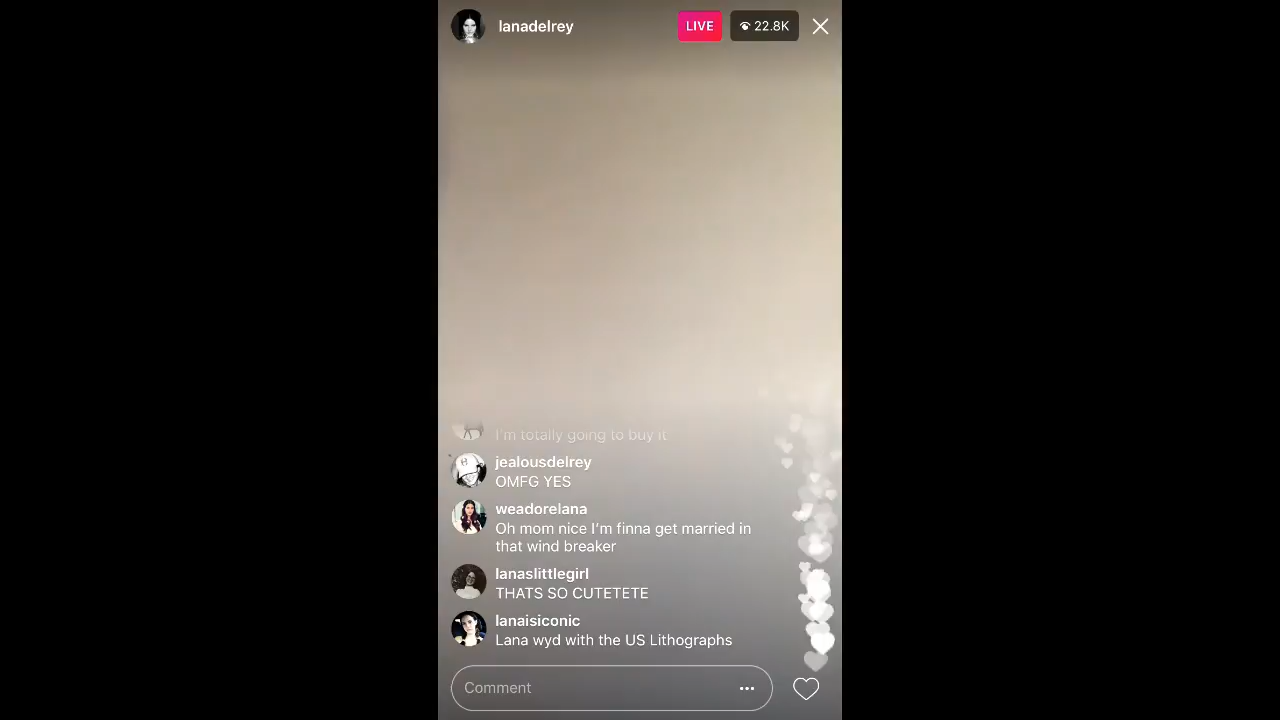 lanadelrey
LIVE
22.8K
I'm totally going to buy it
jealousdelrey
OMFG YES
weadorelana
Oh mom nice I'm finna get married in
that wind breaker
lanaslittlegirl
THATS SO CUTETETE
lanaisiconic
Lana wyd with the US Lithographs
Comment